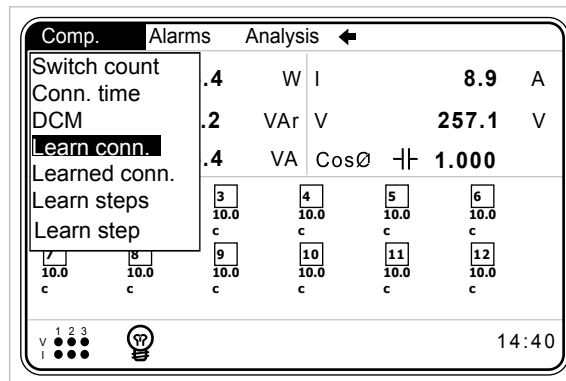 Comp. Alarms Analysis
Switch count
Conn. time
DCM
Learn conn.
Learned conn.
Learn steps
Learn step
.4 W I 8.9 A
.2 VAr V 257.1 V
.4 VA CosØ 1.000
3 4 5 6
10.0 10.0 10.0 10.0
c c c c
7 8 9 10 11 12
10.0 10.0 10.0 10.0 10.0 10.0
c c c c c c
1 2 3
V
I
14:40